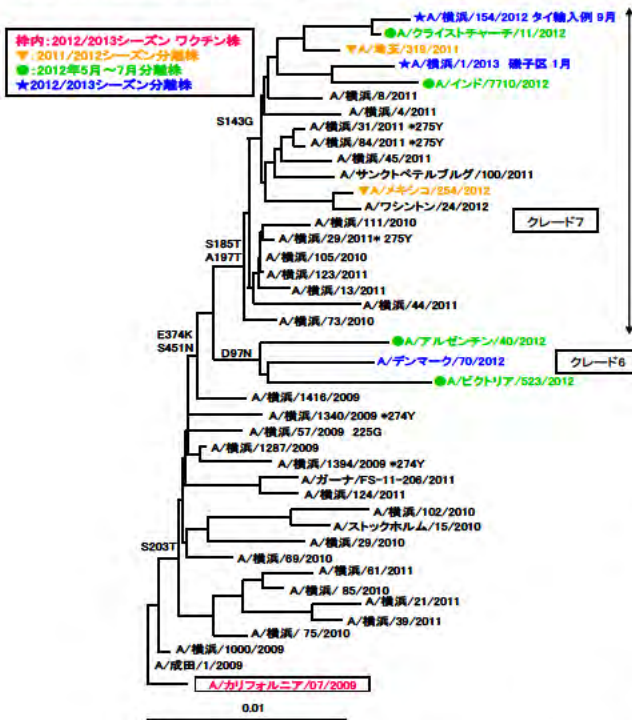 枠内:2012/2013シーズン ワクチン株
▼:2011/2012シーズン分離株
●:2012年5月~7月分離株
★2012/2013シーズン分離株
★A/横浜/154/2012 タイ輸入例 9月
●A/クライストチャーチ/11/2012
▼A/埼玉/319/2011
★A/横浜/1/2013 磯子区 1月
●A/インド/7710/2012
A/横浜/8/2011
A/横浜/4/2011
S143G
A/横浜/31/2011 *275Y
A/横浜/84/2011 *275Y
A/横浜/45/2011
A/サンクトペテルブルグ/100/2011
▼A/メキシコ/254/2012
A/ワシントン/24/2012
クレード7
A/横浜/111/2010
A/横浜/29/2011* 275Y
S185T
A197T
A/横浜/105/2010
A/横浜/123/2011
A/横浜/13/2011
A/横浜/44/2011
A/横浜/73/2010
E374K
S451N
●A/アルゼンチン/40/2012
D97N
A/デンマーク/70/2012
クレード6
●A/ビクトリア/523/2012
A/横浜/1416/2009
A/横浜/1340/2009 *274Y
A/横浜/57/2009 225G
A/横浜/1287/2009
A/横浜/1394/2009 *274Y
A/ガーナ/FS-11-206/2011
A/横浜/124/2011
A/横浜/102/2010
A/ストックホルム/15/2010
A/横浜/29/2010
S203T
A/横浜/69/2010
A/横浜/61/2011
A/横浜/ 85/2010
A/横浜/21/2011
A/横浜/39/2011
A/横浜/ 75/2010
A/横浜/1000/2009
A/成田/1/2009
A/カリフォルニア/07/2009
0.01